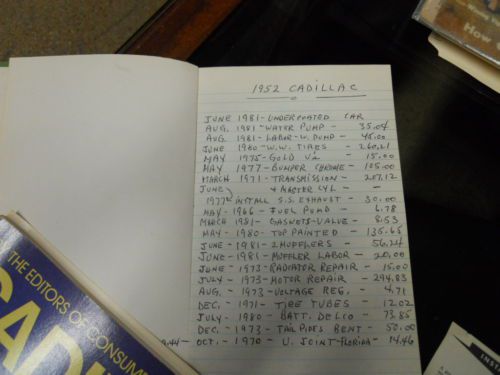 1952 CADILLAC
JUNE 1981 - UNDERCOATED CAR
AUG. 1981 - WATER PUMP - 35.04
AUG. 1981 - LABOR - W. PUMP - 45.00
JUNE 1980 - W.W. TIRES - 260.21
MAY 1975 - GOLD V's - 15.00
MAY 1977 - BUMPER CHROME - 105.00
MARCH 1971 - TRANSMISSION - 207.12
JUNE & MASTER CYL -
1977 INSTALL S.S. EXHAUST - 30.00
MAY - 1966 - FUEL PUMP - 6.78
MARCH 1981 - GASKETS - VALVE - 8.53
MAY - 1980 - TOP PAINTED - 135.65
JUNE - 1981 - 2 MUFFLERS - 56.24
JUNE - 1981 - MUFFLER LABOR - 20.00
JUNE - 1973 - RADIATOR REPAIR - 15.00
JULY - 1973 - MOTOR REPAIR - 294.83
AUG. - 1973 - VOLTAGE REG. - 4.71
DEC. - 1971 - TIRE TUBES - 12.02
JULY - 1980 - BATT. DELCO - 73.85
DEC. - 1973 - TAIL PIPES BENT - 50.00
9.44 - OCT. - 1970 - U. JOINT - FLORIDA - 14.46
THE EDITORS OF CONSUM
CADI
How
INST